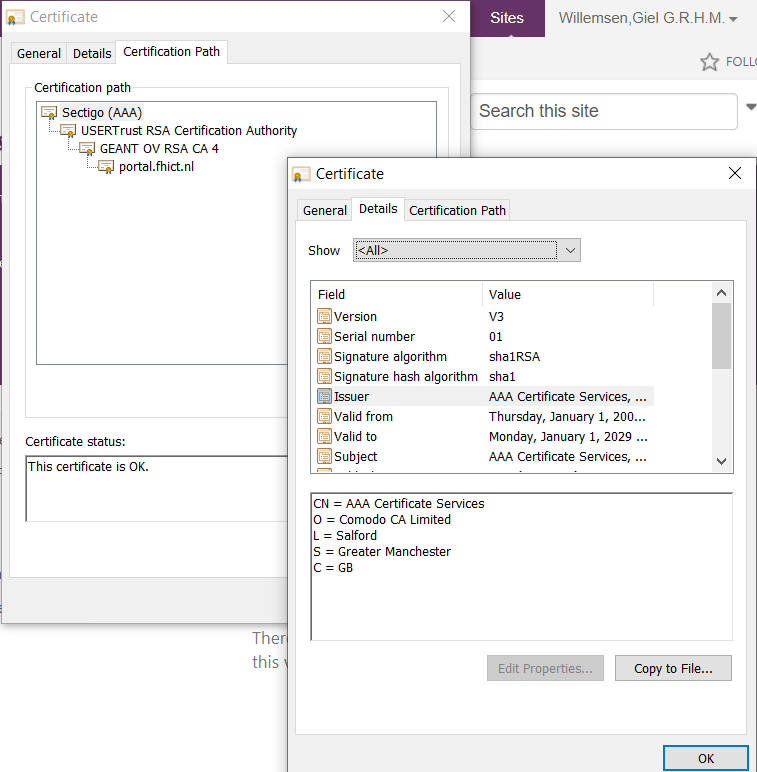 Certificate
Sites
Willemsen,Giel G.R.H.M.
General
Details
Certification Path
FOLL
Certification path
Search this site
Sectigo (AAA)
USERTrust RSA Certification Authority
GEANT OV RSA CA 4
portal.fhict.nl
Certificate status:
This certificate is OK.
Certificate
General
Details
Certification Path
Show
<All>
Field Value
Version V3
Serial number 01
Signature algorithm sha1RSA
Signature hash algorithm sha1
Issuer AAA Certificate Services, ...
Valid from Thursday, January 1, 200...
Valid to Monday, January 1, 2029 ...
Subject AAA Certificate Services, ...
CN = AAA Certificate Services
O = Comodo CA Limited
L = Salford
S = Greater Manchester
C = GB
Edit Properties...
Copy to File...
OK
There
this v